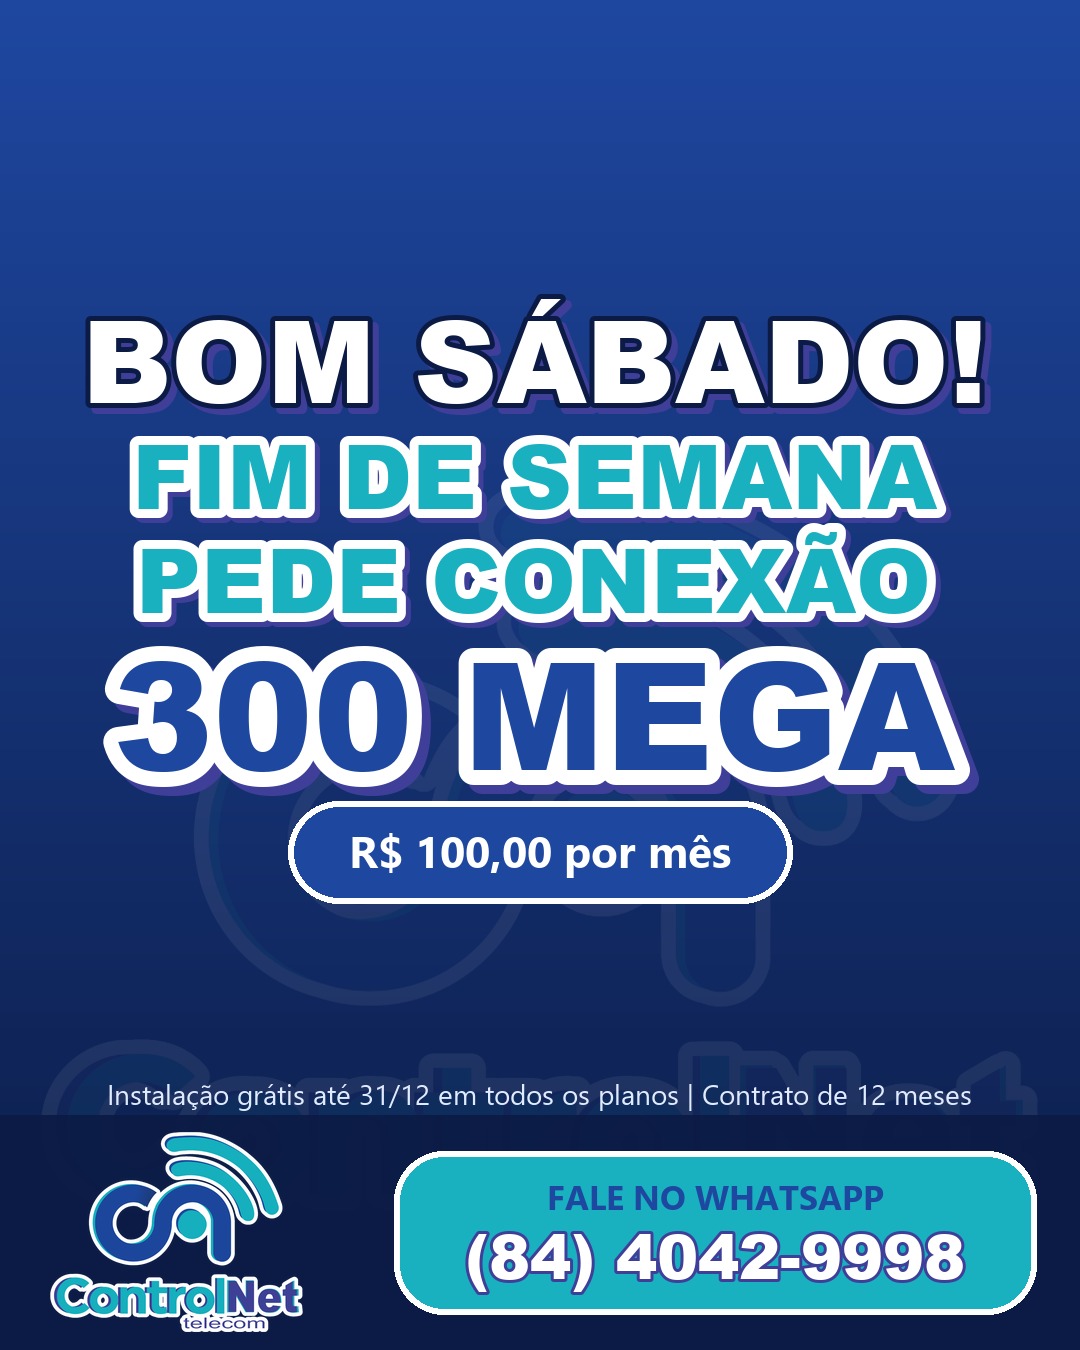 BOM SÁBADO!
FIM DE SEMANA
PEDE CONEXÃO
300 MEGA
R$ 100,00 por mês
Instalação grátis até 31/12 em todos os planos | Contrato de 12 meses
ControlNet
telecom
FALE NO WHATSAPP
(84) 4042-9998